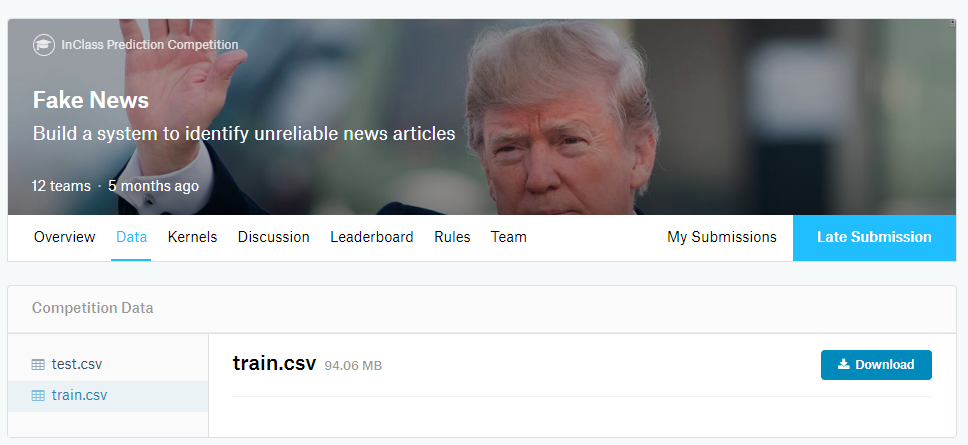 InClass Prediction Competition
Fake News
Build a system to identify unreliable news articles
12 teams · 5 months ago
Overview Data Kernels Discussion Leaderboard Rules Team My Submissions Late Submission
Competition Data
test.csv
train.csv
train.csv 94.06 MB Download